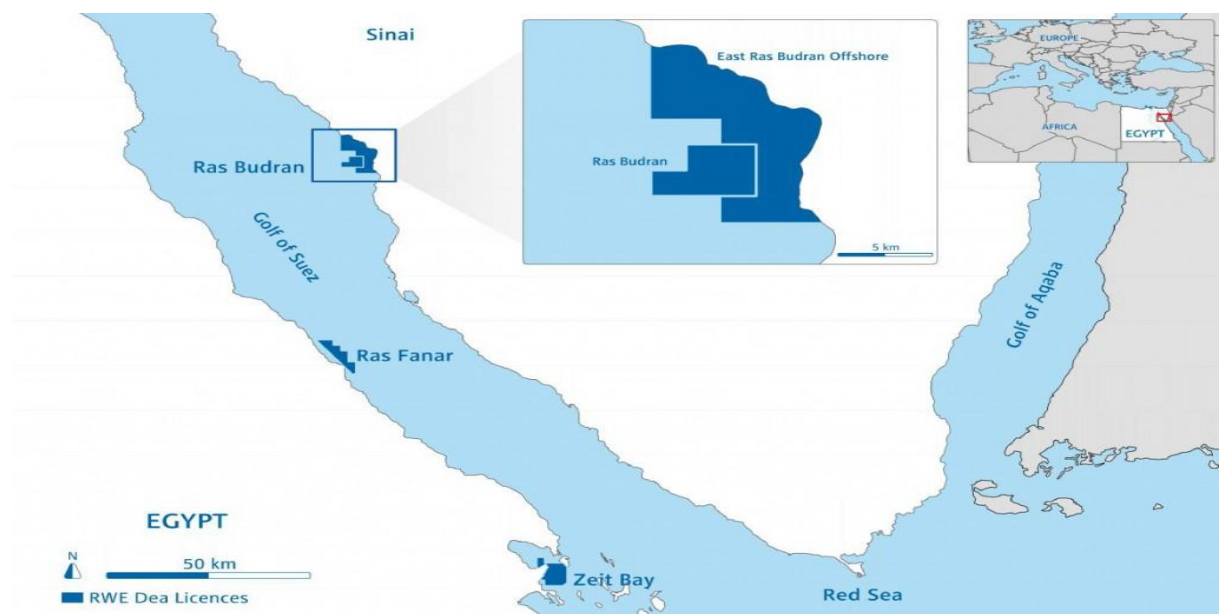 Sinai
East Ras Budran Offshore
EUROPE
AFRICA
EGYPT
Ras Budran
Ras Budran
5 km
Golf of Suez
Golf of Aqaba
Ras Fanar
EGYPT
N
50 km
RWE Dea Licences
Zeit Bay
Red Sea